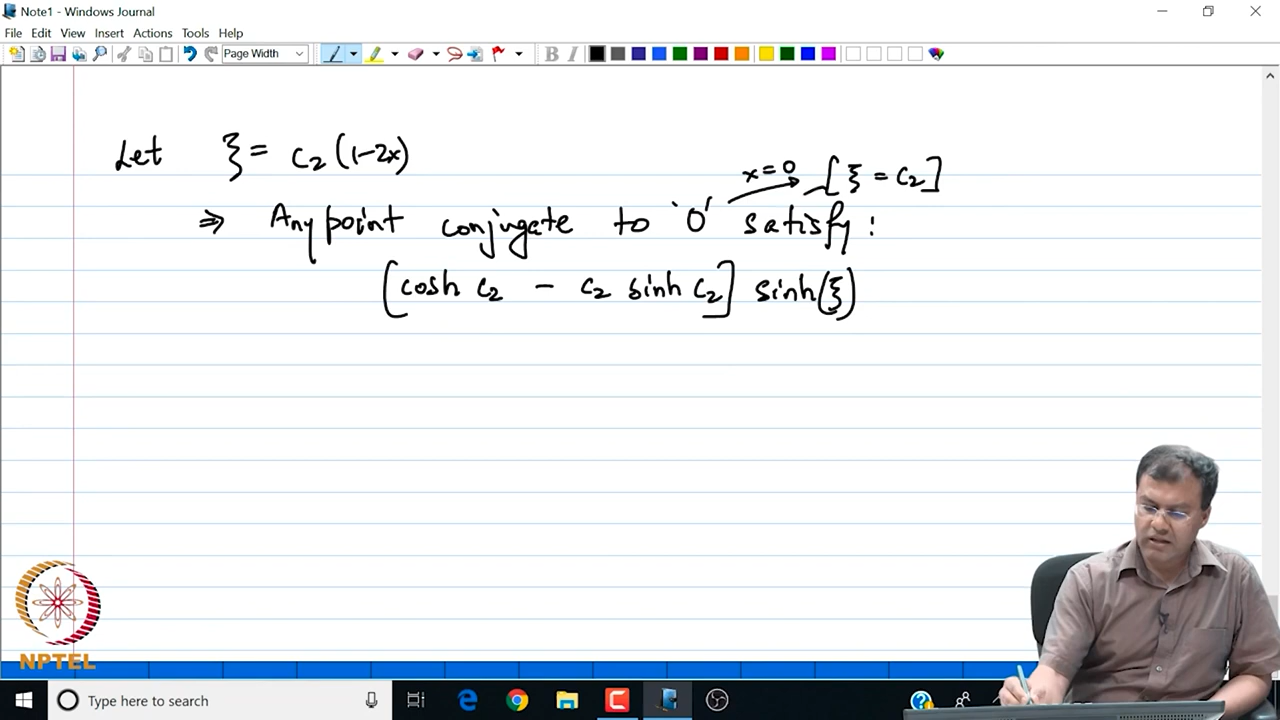 Note1 - Windows Journal
File Edit View Insert Actions Tools Help
Page Width
B I
Let ξ = c₂ (1-2x)
x=0 [ξ = c₂]
⇒ Any point conjugate to '0' satisfy :
[cosh c₂ - c₂ sinh c₂] sinh(ξ)
NPTEL
Type here to search